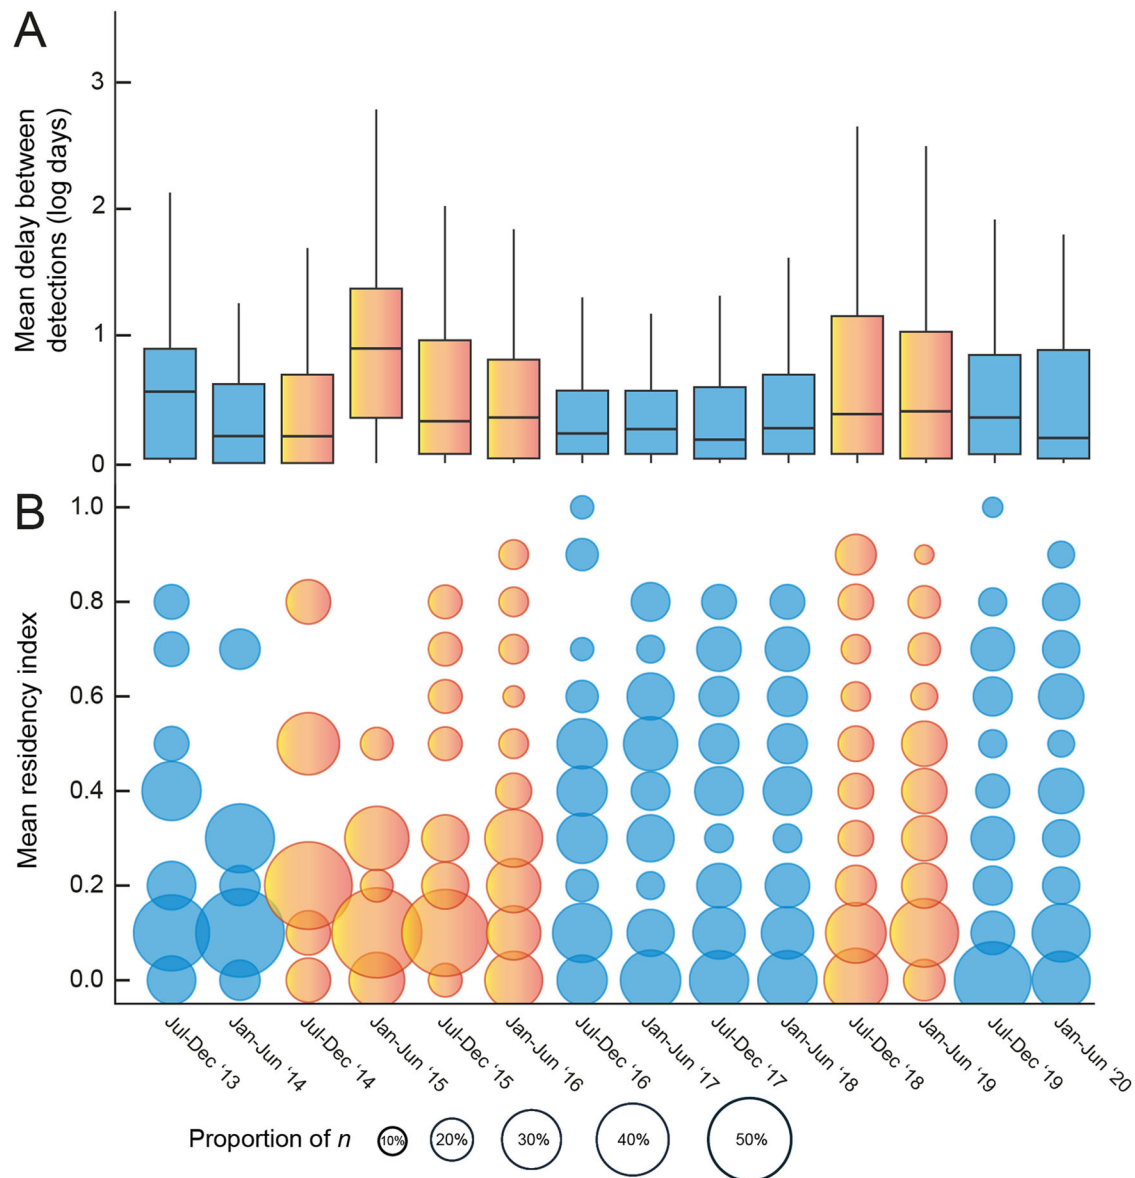 A
Mean delay between
detections (log days)
3
2
1
0
B
Mean residency index
1.0
0.8
0.6
0.4
0.2
0.0
Jul-Dec '13
Jan-Jun ‘14
Jul-Dec ‘14
Jan-Jun ‘15
Jul-Dec ‘15
Jan-Jun ‘16
Jul-Dec ‘16
Jan-Jun ‘17
Jul-Dec ‘17
Jan-Jun ‘18
Jul-Dec ‘18
Jan-Jun ‘19
Jul-Dec ‘19
Jan-Jun ‘20
Proportion of n 10% 20% 30% 40% 50%